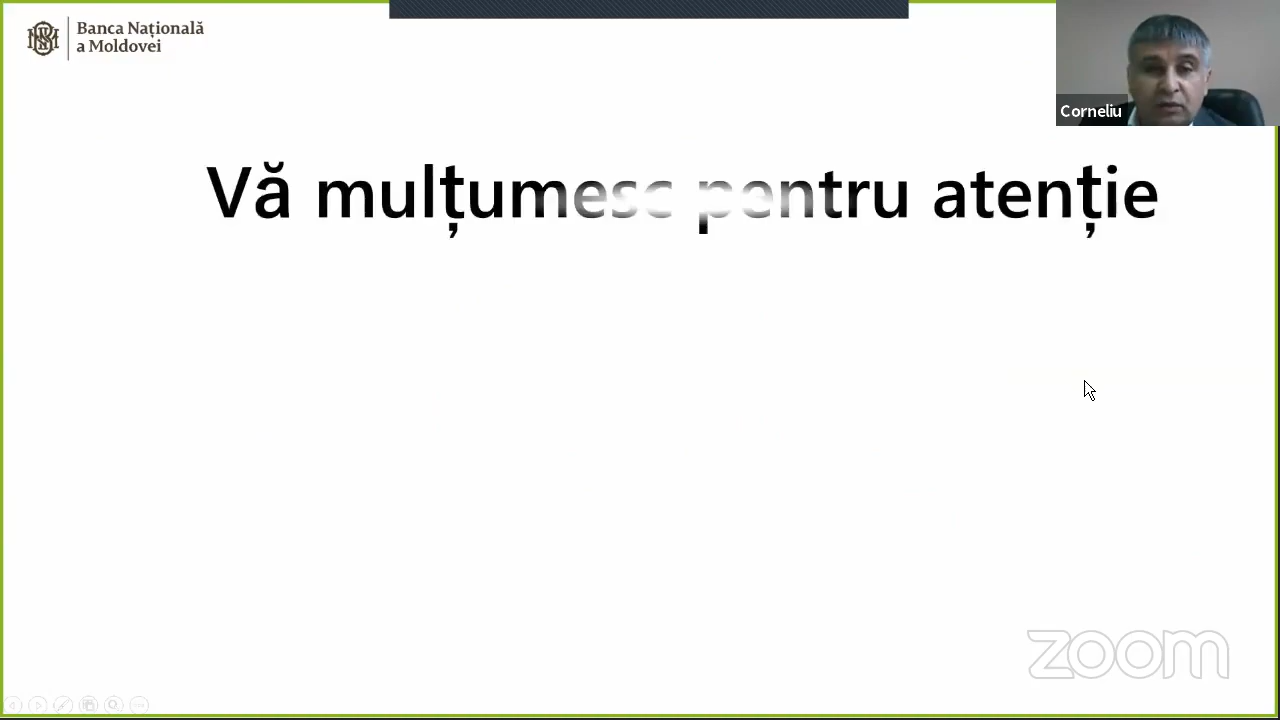 Banca Națională
a Moldovei
Corneliu
Vă mulțumesc pentru atenție
zoom